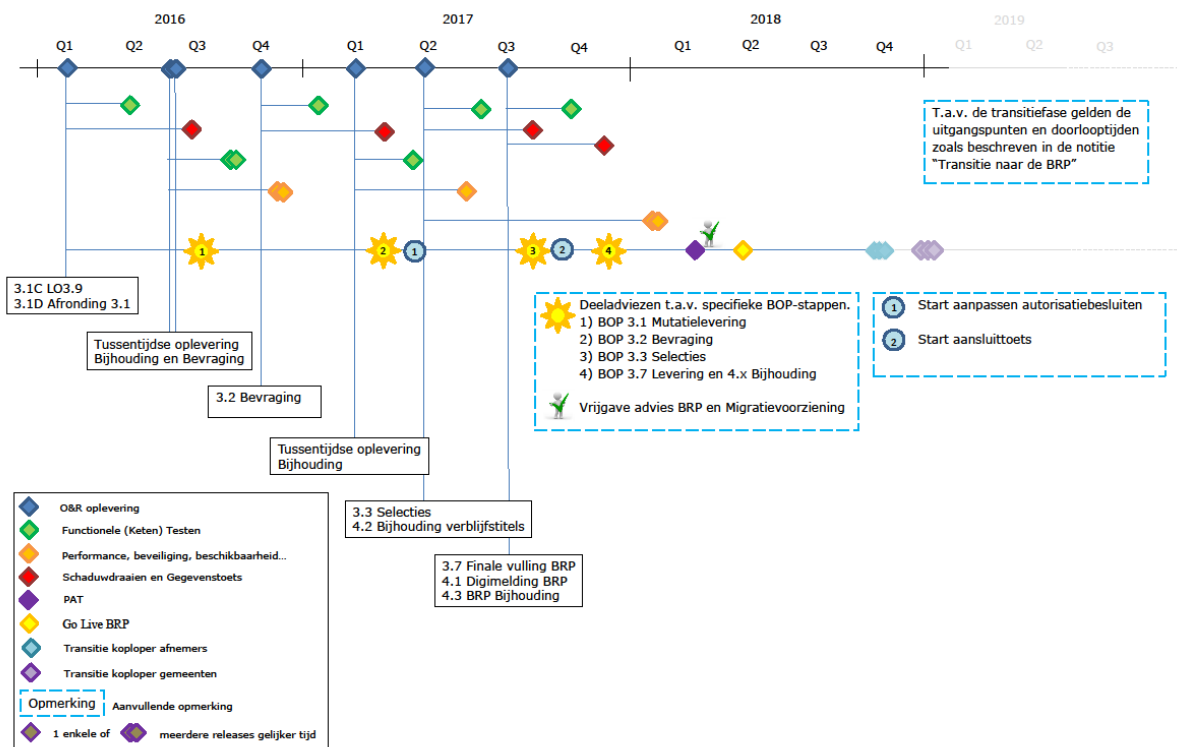 2016 2017 2018 2019
Q1 Q2 Q3 Q4 Q1 Q2 Q3 Q4 Q1 Q2 Q3 Q4 Q1 Q2 Q3
T.a.v. de transitiefase gelden de
uitgangspunten en doorlooptijden
zoals beschreven in de notitie
“Transitie naar de BRP”
1 2 1 3 2 4
3.1C LO3.9
3.1D Afronding 3.1
Tussentijdse oplevering
Bijhouding en Bevraging
3.2 Bevraging
Tussentijdse oplevering
Bijhouding
3.3 Selecties
4.2 Bijhouding verblijfstitels
3.7 Finale vulling BRP
4.1 Digimelding BRP
4.3 BRP Bijhouding
Deeladviezen t.a.v. specifieke BOP-stappen.
1) BOP 3.1 Mutatielevering
2) BOP 3.2 Bevraging
3) BOP 3.3 Selecties
4) BOP 3.7 Levering en 4.x Bijhouding
Vrijgave advies BRP en Migratievoorziening
1 Start aanpassen autorisatiebesluiten
2 Start aansluittoets
O&R oplevering
Functionele (Keten) Testen
Performance, beveiliging, beschikbaarheid...
Schaduwdraaien en Gegevenstoets
PAT
Go Live BRP
Transitie koploper afnemers
Transitie koploper gemeenten
Opmerking Aanvullende opmerking
1 enkele of meerdere releases gelijker tijd